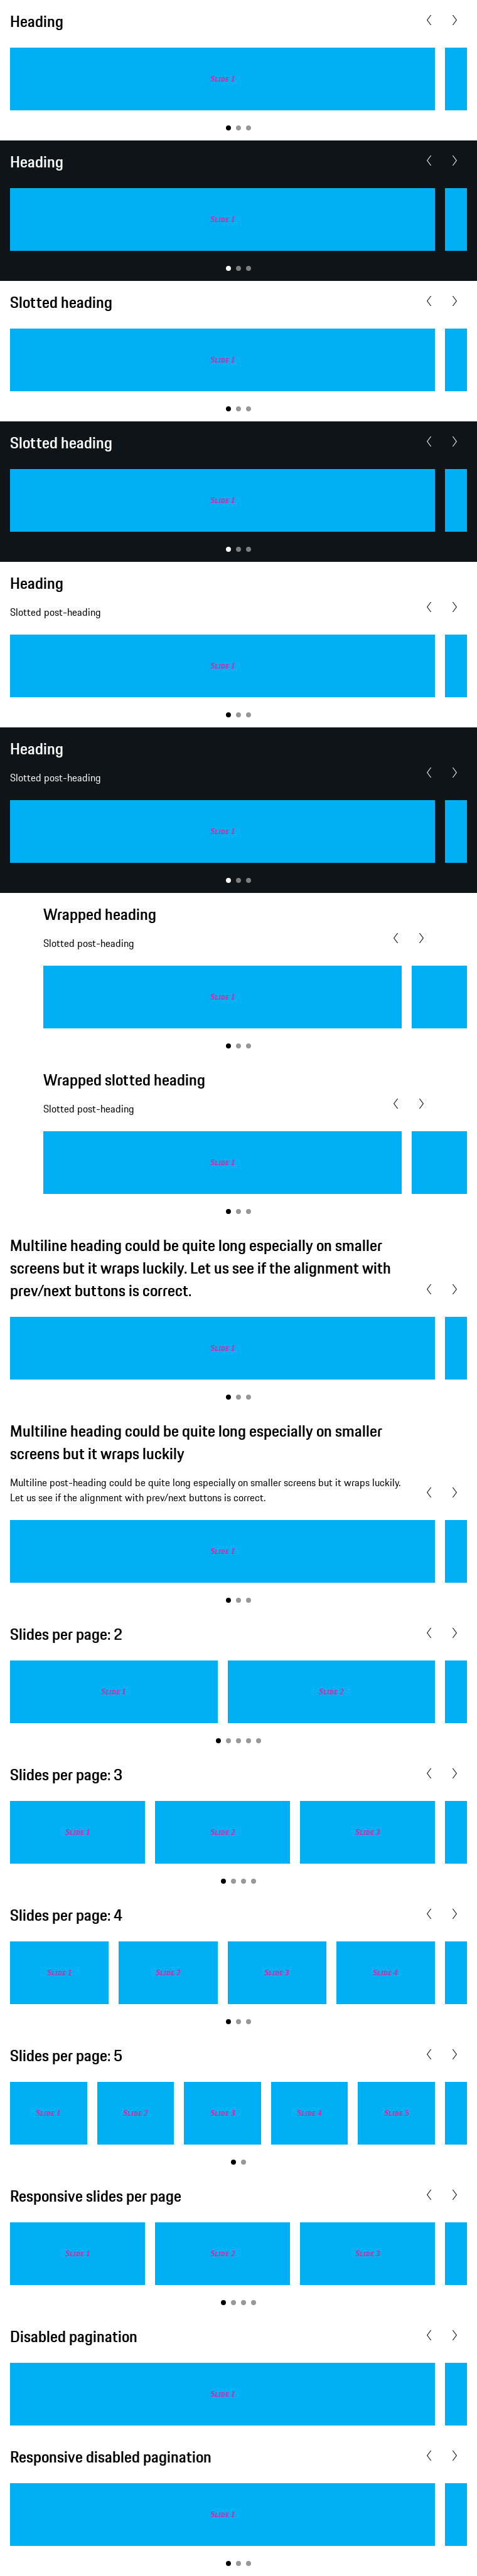 Heading
Slide 1
Heading
Slide 1
Slotted heading
Slide 1
Slotted heading
Slide 1
Heading
Slotted post-heading
Slide 1
Heading
Slotted post-heading
Slide 1
Wrapped heading
Slotted post-heading
Slide 1
Wrapped slotted heading
Slotted post-heading
Slide 1
Multiline heading could be quite long especially on smaller
screens but it wraps luckily. Let us see if the alignment with
prev/next buttons is correct.
Slide 1
Multiline heading could be quite long especially on smaller
screens but it wraps luckily
Multiline post-heading could be quite long especially on smaller screens but it wraps luckily.
Let us see if the alignment with prev/next buttons is correct.
Slide 1
Slides per page: 2
Slide 1 Slide 2
Slides per page: 3
Slide 1 Slide 2 Slide 3
Slides per page: 4
Slide 1 Slide 2 Slide 3 Slide 4
Slides per page: 5
Slide 1 Slide 2 Slide 3 Slide 4 Slide 5
Responsive slides per page
Slide 1 Slide 2 Slide 3
Disabled pagination
Slide 1
Responsive disabled pagination
Slide 1